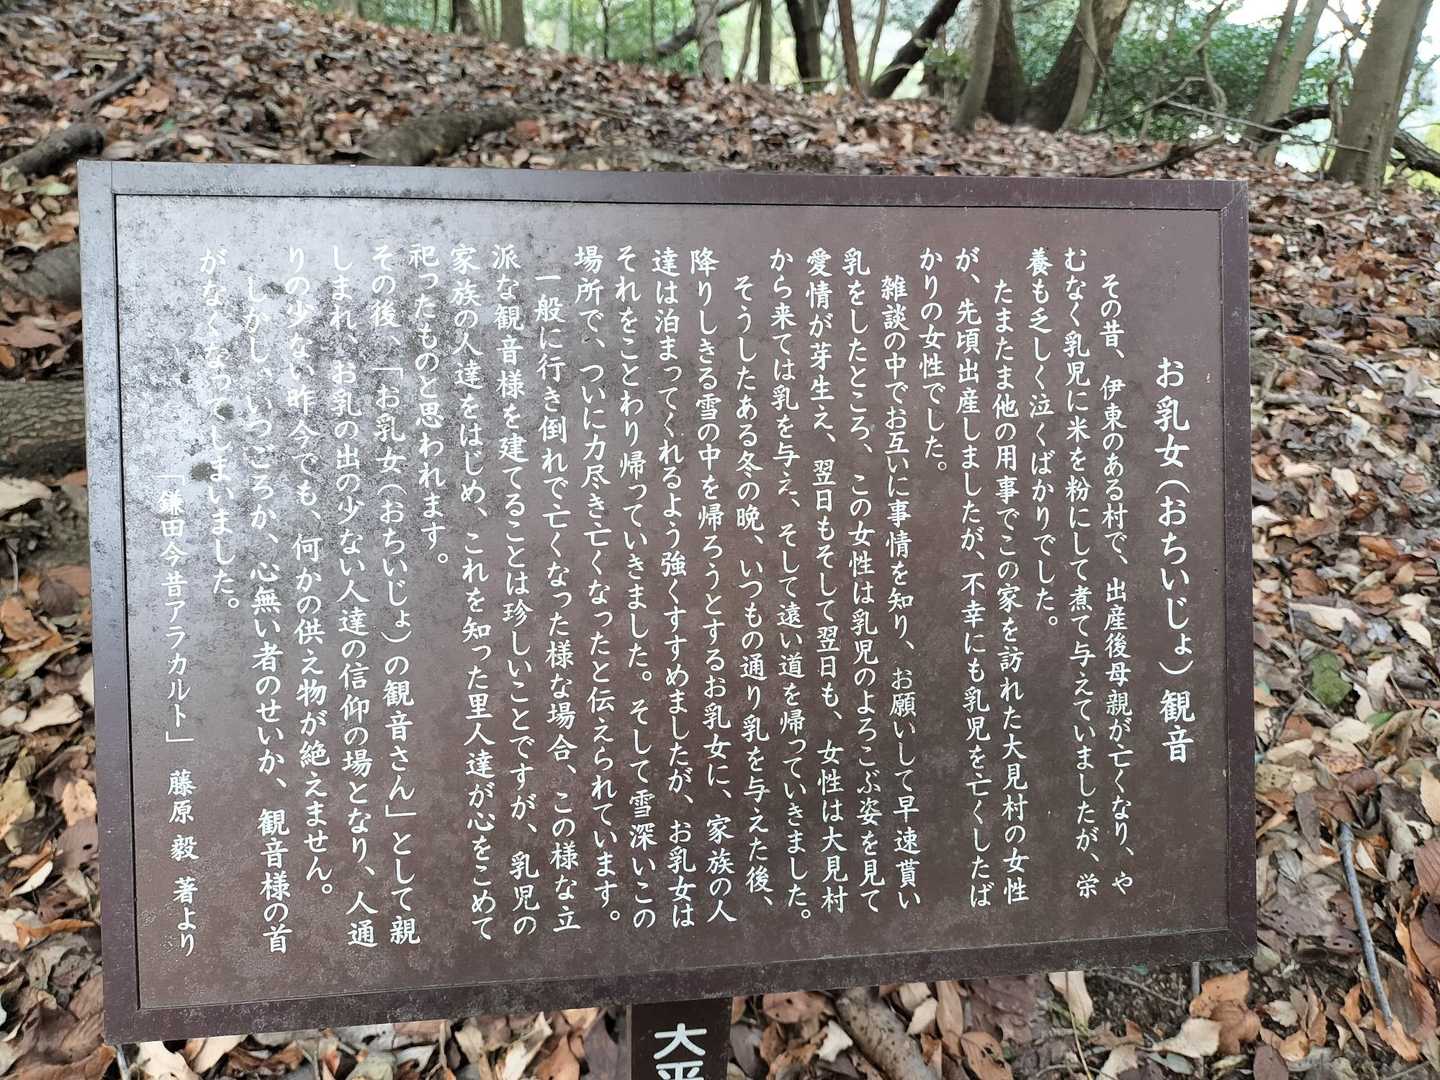 お乳女（おちいじょ）観音
その昔、伊東のある村で、出産後母親が亡くなり、や
むなく乳児に米を粉にして煮て与えていましたが、栄
養も乏しく泣くばかりでした。
たまたま他の用事でこの家を訪れた大見村の女性
が、先頃出産しましたが、不幸にも乳児を亡くしたば
かりの女性でした。
雑談の中でお互いに事情を知り、お願いして早速貰い
乳をしたところ、この女性は乳児のよろこぶ姿を見て
愛情が芽生え、翌日もそして翌日も、女性は大見村
から来ては乳を与え、そして遠い道を帰っていきました。
そうしたある冬の晩、いつもの通り乳を与えた後、
降りしきる雪の中を帰ろうとするお乳女に、家族の人
達は泊まってくれるよう強くすすめましたが、お乳女は
それをことわり帰っていきました。そして雪深いこの
場所で、ついに力尽き亡くなったと伝えられています。
一般に行き倒れで亡くなった様な場合、この様な立
派な観音様を建てることは珍しいことですが、乳児の
家族の人達をはじめ、これを知った里人達が心をこめて
祀ったものと思われます。
その後、「お乳女（おちいじょ）の観音さん」として親
しまれ、お乳の出の少ない人達の信仰の場となり、人通
りの少ない昨今でも、何かの供え物が絶えません。
しかし、いつごろか、心無い者のせいか、観音様の首
がなくなってしまいました。
「鎌田今昔アラカルト」 藤原 毅 著より
大平